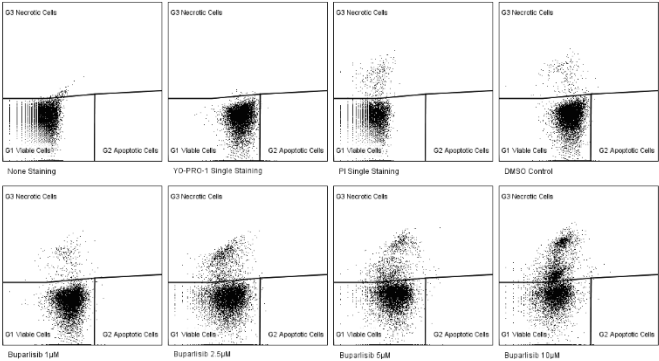 G3 Necrotic Cells
G1 Viable Cells
G2 Apoptotic Cells
None Staining
G3 Necrotic Cells
G1 Viable Cells
G2 Apoptotic Cells
YO-PRO-1 Single Staining
G3 Necrotic Cells
G1 Viable Cells
G2 Apoptotic Cells
PI Single Staining
G3 Necrotic Cells
G1 Viable Cells
G2 Apoptotic Cells
DMSO Control
G3 Necrotic Cells
G1 Viable Cells
G2 Apoptotic Cells
Buparlisib 1µM
G3 Necrotic Cells
G1 Viable Cells
G2 Apoptotic Cells
Buparlisib 2.5µM
G3 Necrotic Cells
G1 Viable Cells
G2 Apoptotic Cells
Buparlisib 5µM
G3 Necrotic Cells
G1 Viable Cells
G2 Apoptotic Cells
Buparlisib 10µM